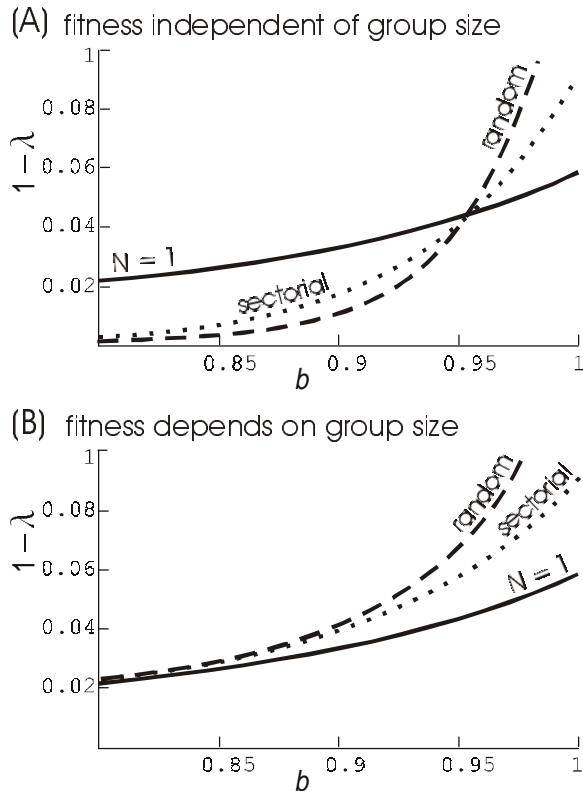 (A) fitness independent of group size
1
0.08
random
0.06
1 – λ
0.04
N = 1
sectorial
0.02
0.85 0.9 0.95 1
b
(B) fitness depends on group size
1
random
sectorial
0.08
1 – λ
0.06
N = 1
0.04
0.02
0.85 0.9 0.95 1
b